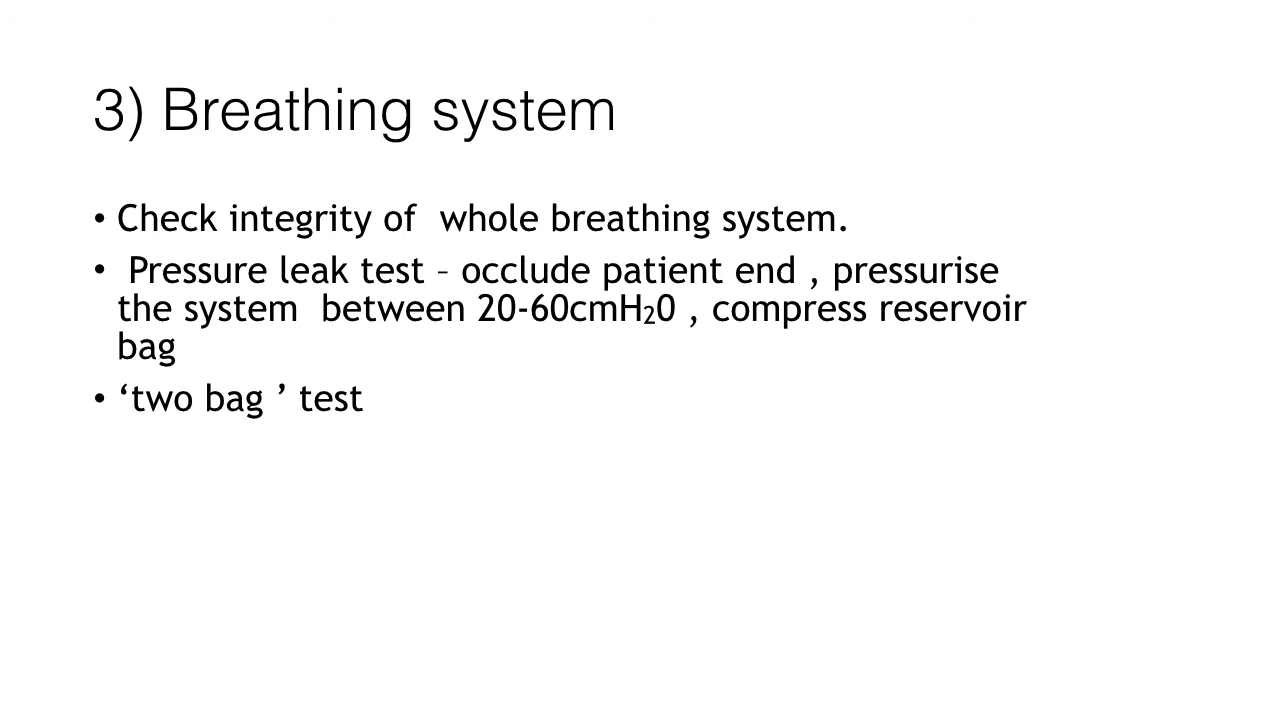 3) Breathing system
• Check integrity of  whole breathing system.
•  Pressure leak test – occlude patient end , pressurise
the system  between 20-60cmH₂0 , compress reservoir
bag
• ‘two bag ’ test